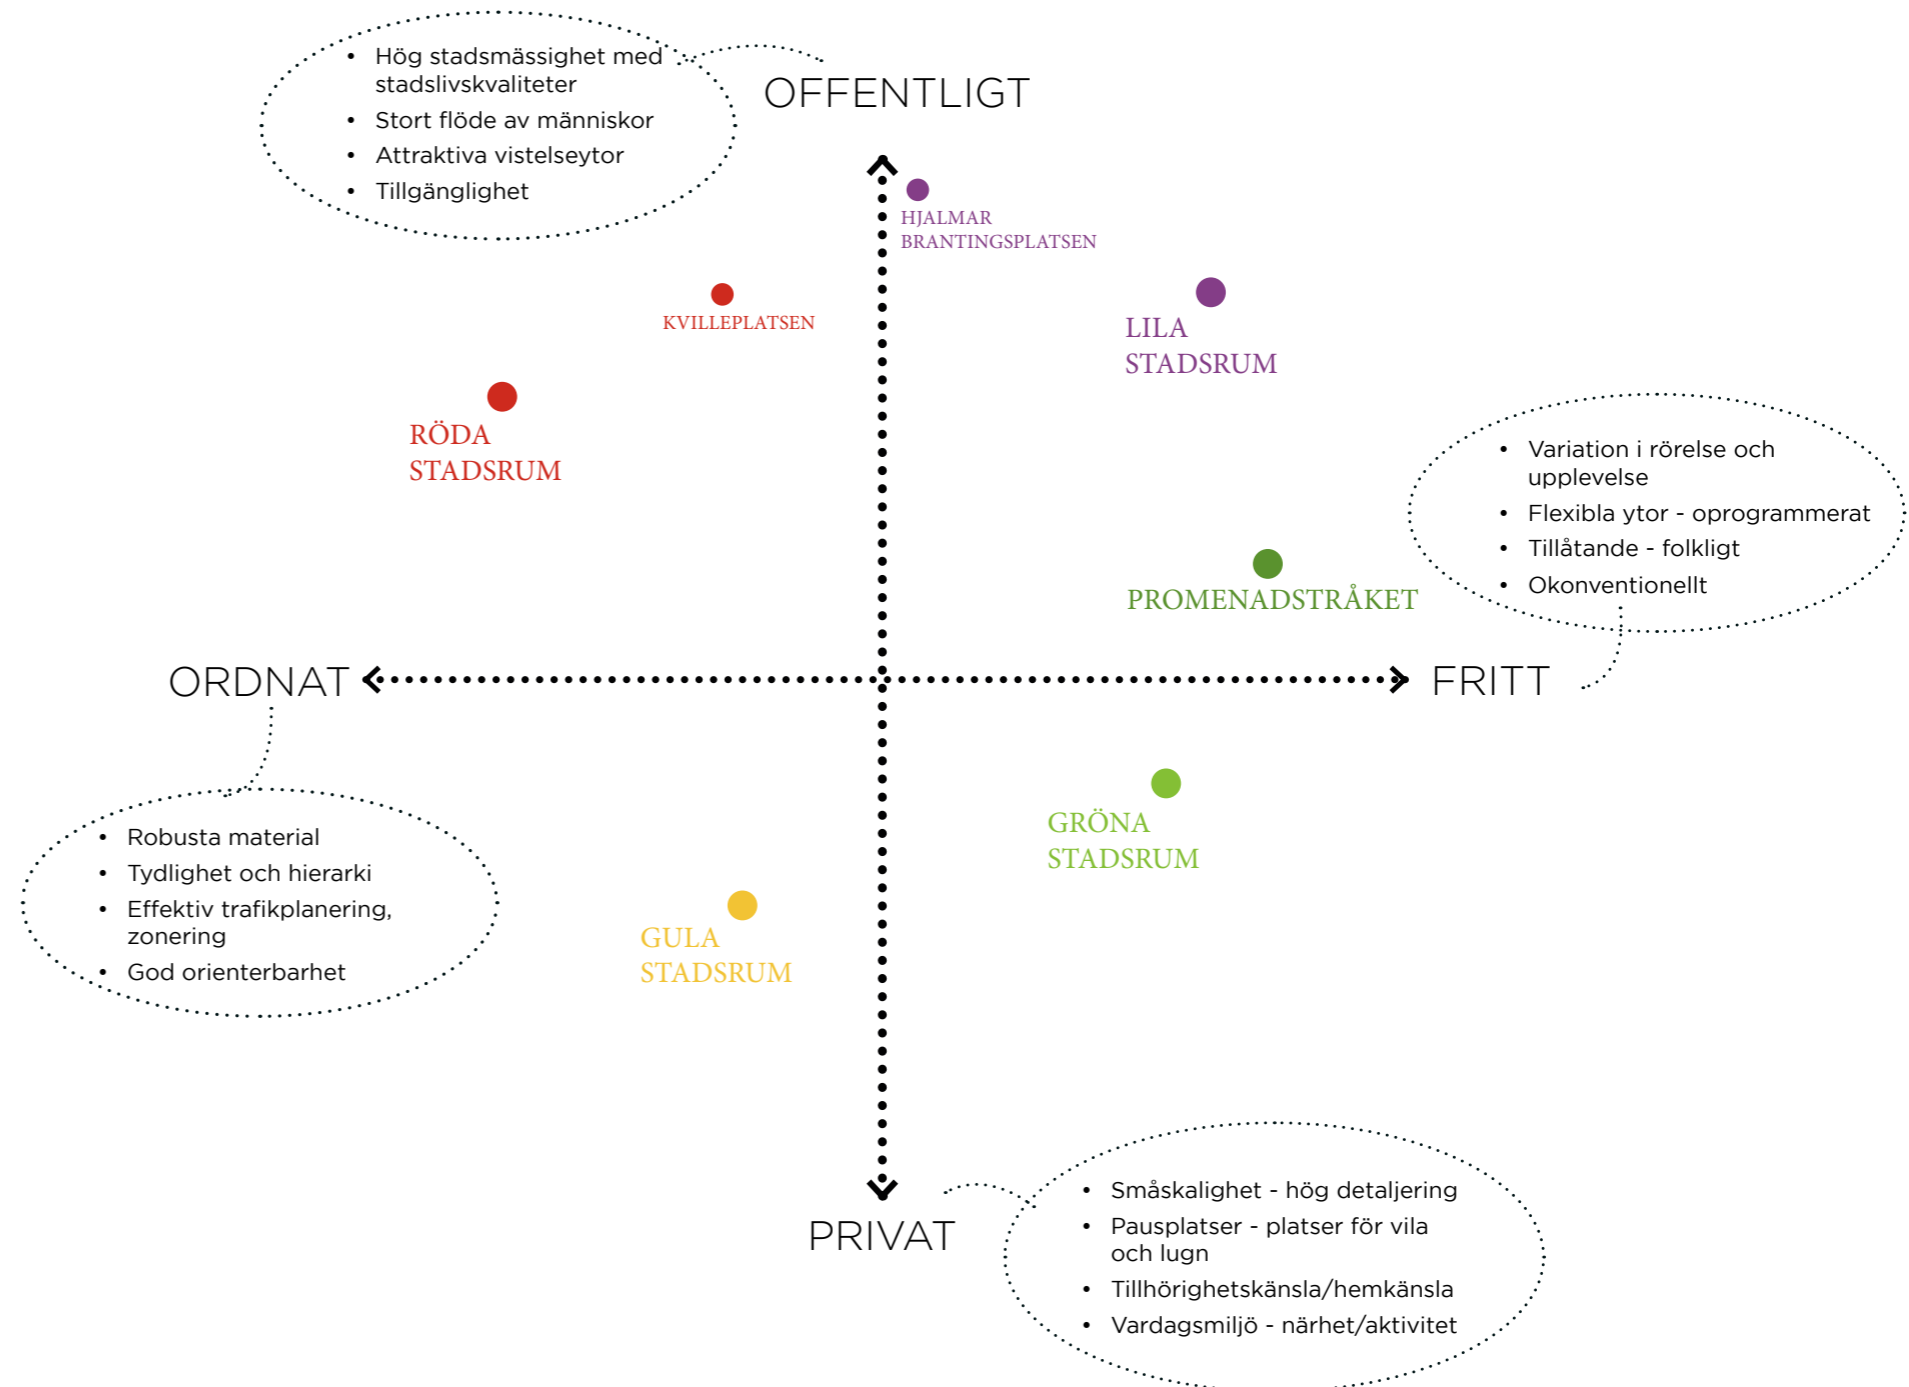 • Hög stadsmässighet med
stadslivskvaliteter
• Stort flöde av människor
• Attraktiva vistelseytor
• Tillgänglighet
OFFENTLIGT
HJALMAR
BRANTINGSPLATSEN
KVILLEPLATSEN
LILA
STADSRUM
RÖDA
STADSRUM
• Variation i rörelse och
upplevelse
• Flexibla ytor - oprogrammerat
• Tillåtande - folkligt
• Okonventionellt
PROMENADSTRÅKET
ORDNAT
FRITT
GRÖNA
STADSRUM
• Robusta material
• Tydlighet och hierarki
• Effektiv trafikplanering,
zonering
• God orienterbarhet
GULA
STADSRUM
PRIVAT
• Småskalighet - hög detaljering
• Pausplatser - platser för vila
och lugn
• Tillhörighetskänsla/hemkänsla
• Vardagsmiljö - närhet/aktivitet